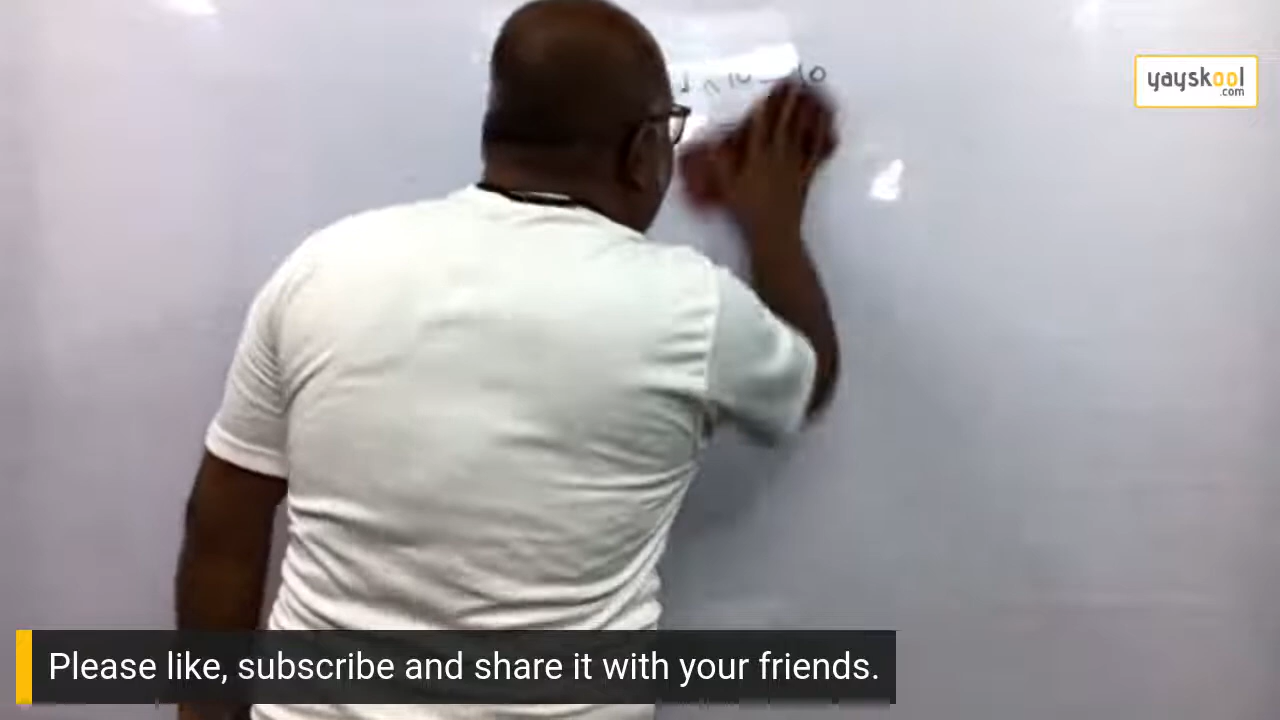 yayskool
.com
Please like, subscribe and share it with your friends.